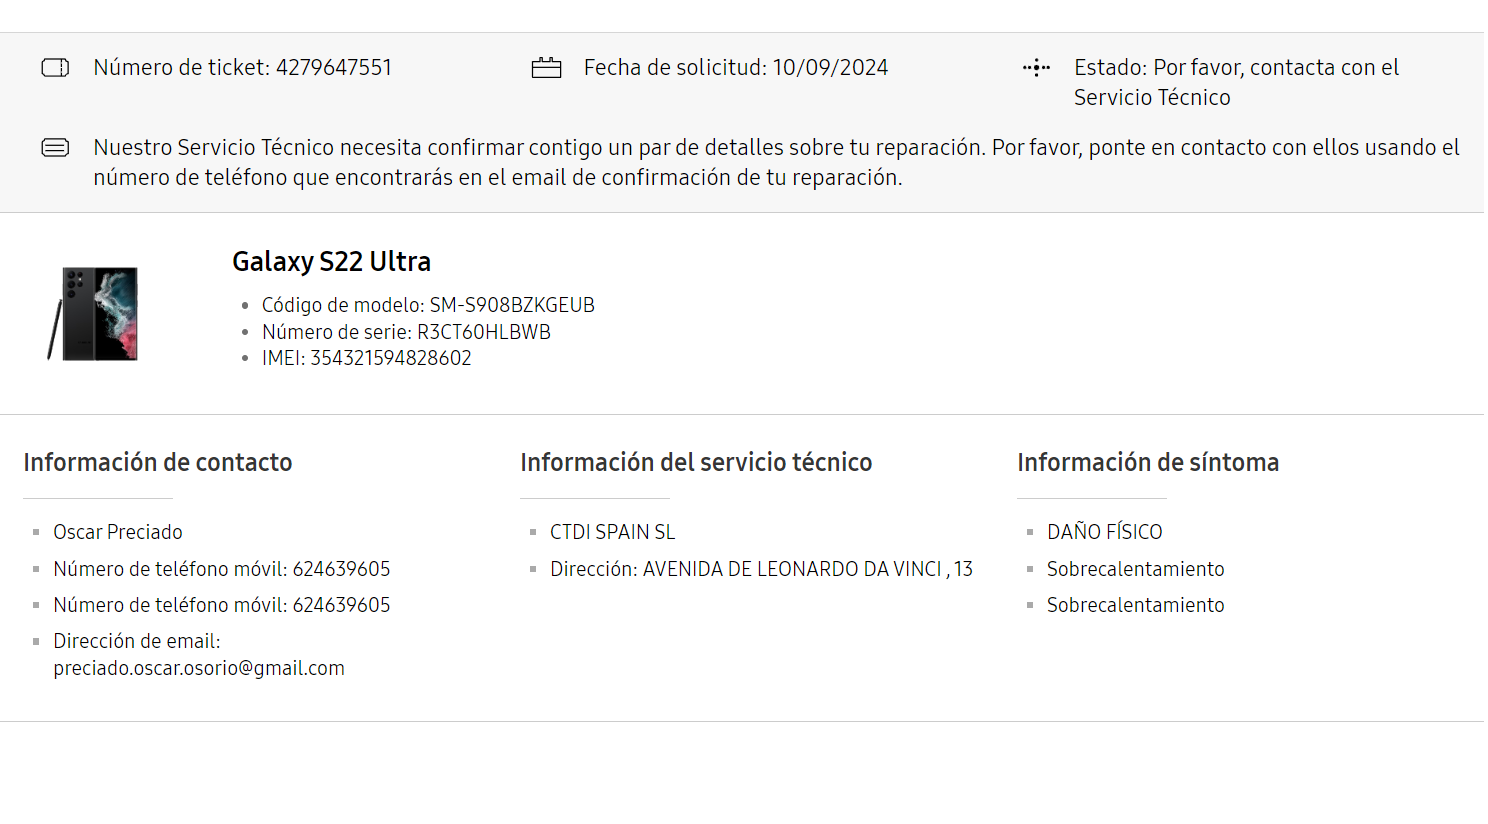 Número de ticket: 4279647551
Fecha de solicitud: 10/09/2024
Estado: Por favor, contacta con el
Servicio Técnico
Nuestro Servicio Técnico necesita confirmar contigo un par de detalles sobre tu reparación. Por favor, ponte en contacto con ellos usando el
número de teléfono que encontrarás en el email de confirmación de tu reparación.
Galaxy S22 Ultra
Código de modelo: SM-S908BZKGEUB
Número de serie: R3CT60HLBWB
IMEI: 354321594828602
Información de contacto
Oscar Preciado
Número de teléfono móvil: 624639605
Número de teléfono móvil: 624639605
Dirección de email:
preciado.oscar.osorio@gmail.com
Información del servicio técnico
CTDI SPAIN SL
Dirección: AVENIDA DE LEONARDO DA VINCI , 13
Información de síntoma
DAÑO FÍSICO
Sobrecalentamiento
Sobrecalentamiento